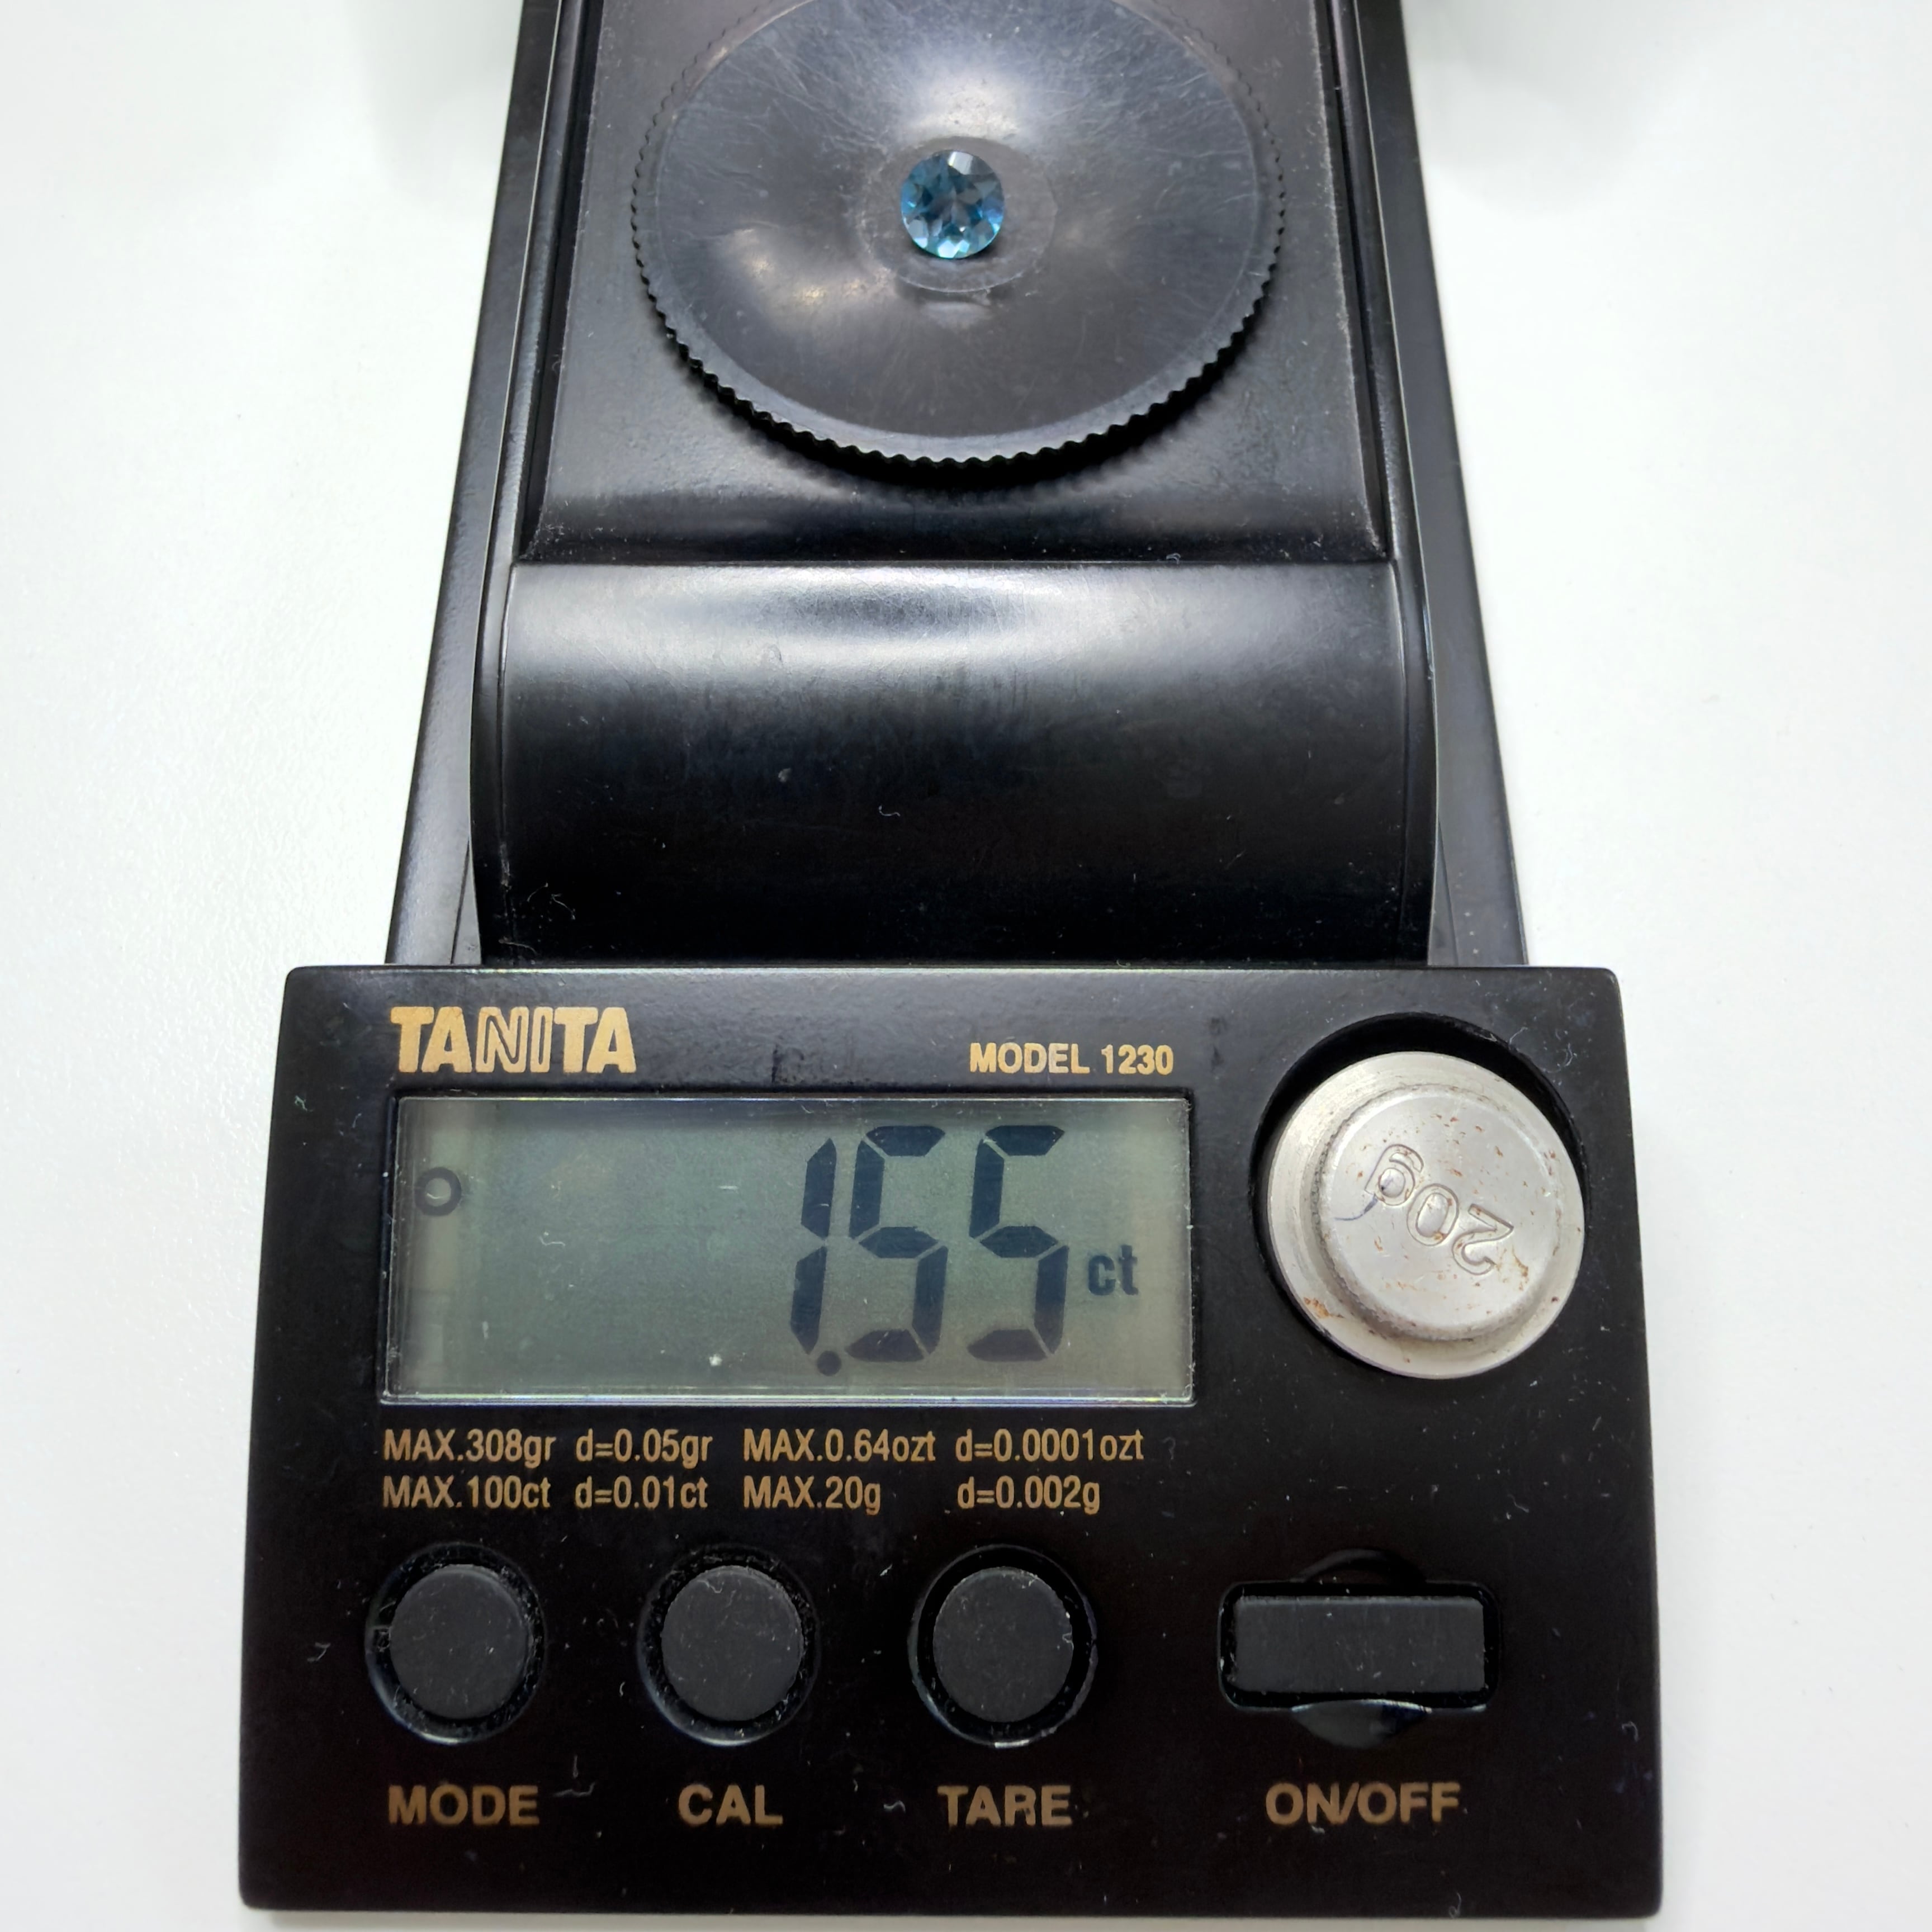 TANITA
MODEL 1230
1.55 ct
20g
MAX.308gr d=0.05gr MAX.0.64ozt d=0.0001ozt
MAX.100ct d=0.01ct MAX.20g d=0.002g
MODE CAL TARE ON/OFF